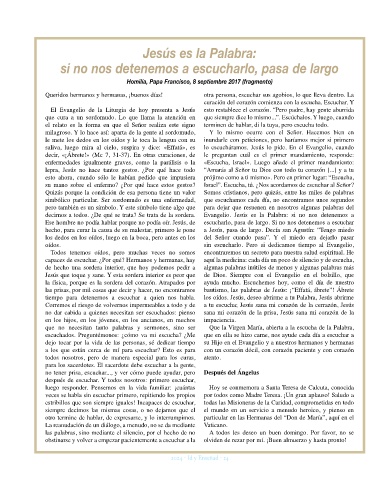 Jesús es la Palabra:
si no nos detenemos a escucharlo, pasa de largo
Homilía, Papa Francisco, 8 septiembre 2017 (fragmento)
Queridos hermanos y hermanas, ¡buenos días!
El Evangelio de la Liturgia de hoy presenta a Jesús
que cura a un sordomudo. Lo que llama la atención en
el relato es la forma en que el Señor realiza este signo
milagroso. Y lo hace así: aparta de la gente al sordomudo,
le mete los dedos en los oídos y le toca la lengua con su
saliva, luego mira al cielo, suspira y dice: «Effatá», es
decir, «¡Ábrete!» (Mc 7, 31-37). En otras curaciones, de
enfermedades igualmente graves, como la parálisis o la
lepra, Jesús no hace tantos gestos. ¿Por qué hace todo
esto ahora, cuando sólo le habían pedido que impusiera
su mano sobre el enfermo? ¿Por qué hace estos gestos?
Quizás porque la condición de esa persona tiene un valor
simbólico particular. Ser sordomudo es una enfermedad,
pero también es un símbolo. Y este símbolo tiene algo que
decirnos a todos. ¿De qué se trata? Se trata de la sordera.
Ese hombre no podía hablar porque no podía oír. Jesús, de
hecho, para curar la causa de su malestar, primero le pone
los dedos en los oídos, luego en la boca, pero antes en los
oídos.
Todos tenemos oídos, pero muchas veces no somos
capaces de escuchar. ¿Por qué? Hermanos y hermanas, hay
de hecho una sordera interior, que hoy podemos pedir a
Jesús que toque y sane. Y esta sordera interior es peor que
la física, porque es la sordera del corazón. Atrapados por
las prisas, por mil cosas que decir y hacer, no encontramos
tiempo para detenernos a escuchar a quien nos habla.
Corremos el riesgo de volvernos impermeables a todo y de
no dar cabida a quienes necesitan ser escuchados: pienso
en los hijos, en los jóvenes, en los ancianos, en muchos
que no necesitan tanto palabras y sermones, sino ser
escuchados. Preguntémonos: ¿cómo va mi escucha? ¿Me
dejo tocar por la vida de las personas, sé dedicar tiempo
a los que están cerca de mí para escuchar? Esto es para
todos nosotros, pero de manera especial para los curas,
para los sacerdotes. El sacerdote debe escuchar a la gente,
no tener prisa, escuchar..., y ver cómo puede ayudar, pero
después de escuchar. Y todos nosotros: primero escuchar,
luego responder. Pensemos en la vida familiar: ¡cuántas
veces se habla sin escuchar primero, repitiendo los propios
estribillos que son siempre iguales! Incapaces de escuchar,
siempre decimos las mismas cosas, o no dejamos que el
otro termine de hablar, de expresarse, y lo interrumpimos.
La reanudación de un diálogo, a menudo, no se da mediante
las palabras, sino mediante el silencio, por el hecho de no
obstinarse y volver a empezar pacientemente a escuchar a la
otra persona, escuchar sus agobios, lo que lleva dentro. La
curación del corazón comienza con la escucha. Escuchar. Y
esto restablece el corazón. "Pero padre, hay gente aburrida
que siempre dice lo mismo...". Escúchalos. Y luego, cuando
terminen de hablar, di la tuya, pero escucha todo.
Y lo mismo ocurre con el Señor. Hacemos bien en
inundarle con peticiones, pero haríamos mejor si primero
lo escucháramos. Jesús lo pide. En el Evangelio, cuando
le preguntan cuál es el primer mandamiento, responde:
«Escucha, Israel». Luego añade el primer mandamiento:
"Amarás al Señor tu Dios con todo tu corazón [...] y a tu
prójimo como a ti mismo». Pero en primer lugar: "Escucha,
Israel". Escucha, tú. ¿Nos acordamos de escuchar al Señor?
Somos cristianos, pero quizás, entre las miles de palabras
que escuchamos cada día, no encontramos unos segundos
para dejar que resuenen en nosotros algunas palabras del
Evangelio. Jesús es la Palabra: si no nos detenemos a
escucharlo, pasa de largo. Si no nos detenemos a escuchar
a Jesús, pasa de largo. Decía san Agustín: "Tengo miedo
del Señor cuando pasa". Y el miedo era dejarlo pasar
sin escucharlo. Pero si dedicamos tiempo al Evangelio,
encontraremos un secreto para nuestra salud espiritual. He
aquí la medicina: cada día un poco de silencio y de escucha,
algunas palabras inútiles de menos y algunas palabras más
de Dios. Siempre con el Evangelio en el bolsillo, que
ayuda mucho. Escuchemos hoy, como el día de nuestro
bautismo, las palabras de Jesús: "¡Effatá, ábrete"! Ábrete
los oídos. Jesús, deseo abrirme a tu Palabra, Jesús abrirme
a tu escucha; Jesús sana mi corazón de la cerrazón, Jesús
sana mi corazón de la prisa, Jesús sana mi corazón de la
impaciencia.
Que la Virgen María, abierta a la escucha de la Palabra,
que en ella se hizo carne, nos ayude cada día a escuchar a
su Hijo en el Evangelio y a nuestros hermanos y hermanas
con un corazón dócil, con corazón paciente y con corazón
atento.
Después del Ángelus
Hoy se conmemora a Santa Teresa de Calcuta, conocida
por todos como Madre Teresa. ¡Un gran aplauso! Saludo a
todas las Misioneras de la Caridad, comprometidas en todo
el mundo en un servicio a menudo heroico, y pienso en
particular en las Hermanas del "Don de María", aquí en el
Vaticano.
A todos les deseo un buen domingo. Por favor, no se
olviden de rezar por mí. ¡Buen almuerzo y hasta pronto!